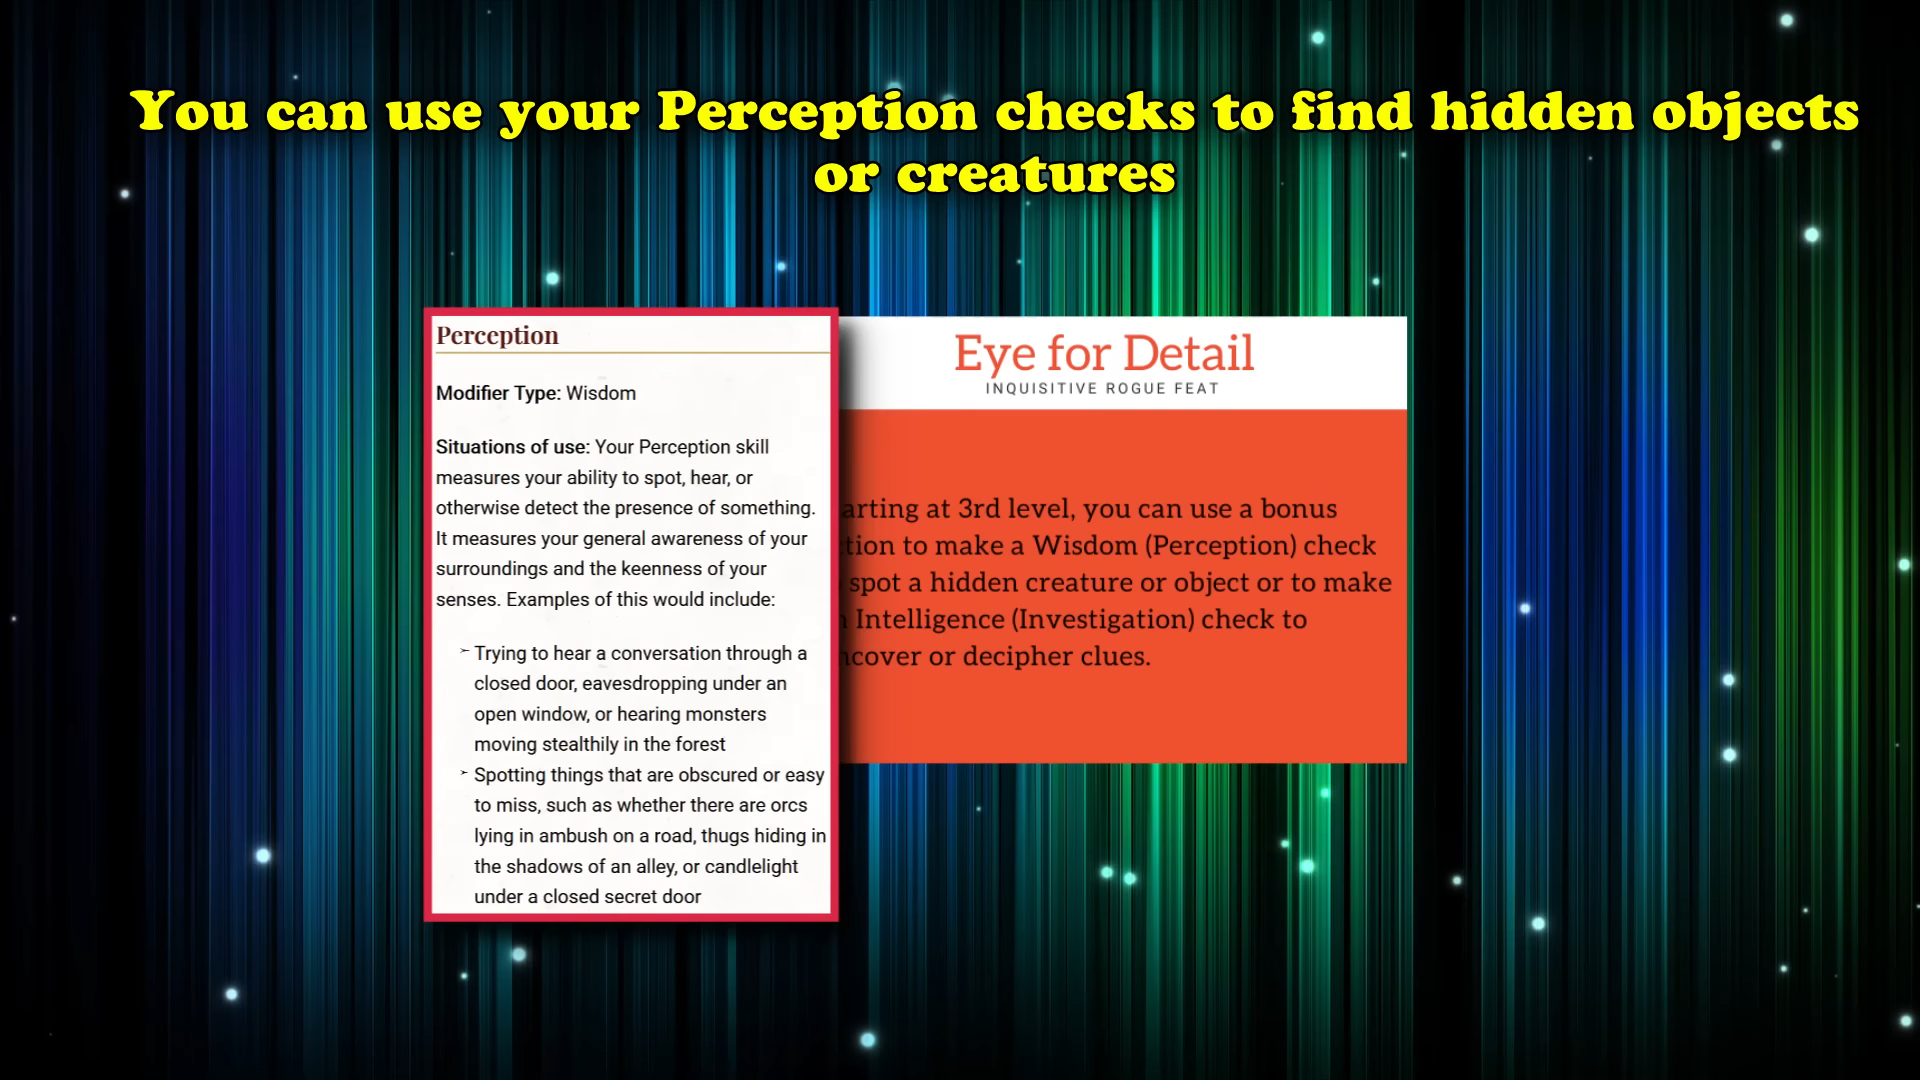 You can use your Perception checks to find hidden objects
or creatures
Perception
Modifier Type: Wisdom
Situations of use: Your Perception skill
measures your ability to spot, hear, or
otherwise detect the presence of something.
It measures your general awareness of your
surroundings and the keenness of your
senses. Examples of this would include:
➢ Trying to hear a conversation through a
closed door, eavesdropping under an
open window, or hearing monsters
moving stealthily in the forest
➢ Spotting things that are obscured or easy
to miss, such as whether there are orcs
lying in ambush on a road, thugs hiding in
the shadows of an alley, or candlelight
under a closed secret door
Eye for Detail
INQUISITIVE ROGUE FEAT
arting at 3rd level, you can use a bonus
tion to make a Wisdom (Perception) check
spot a hidden creature or object or to make
Intelligence (Investigation) check to
ncover or decipher clues.